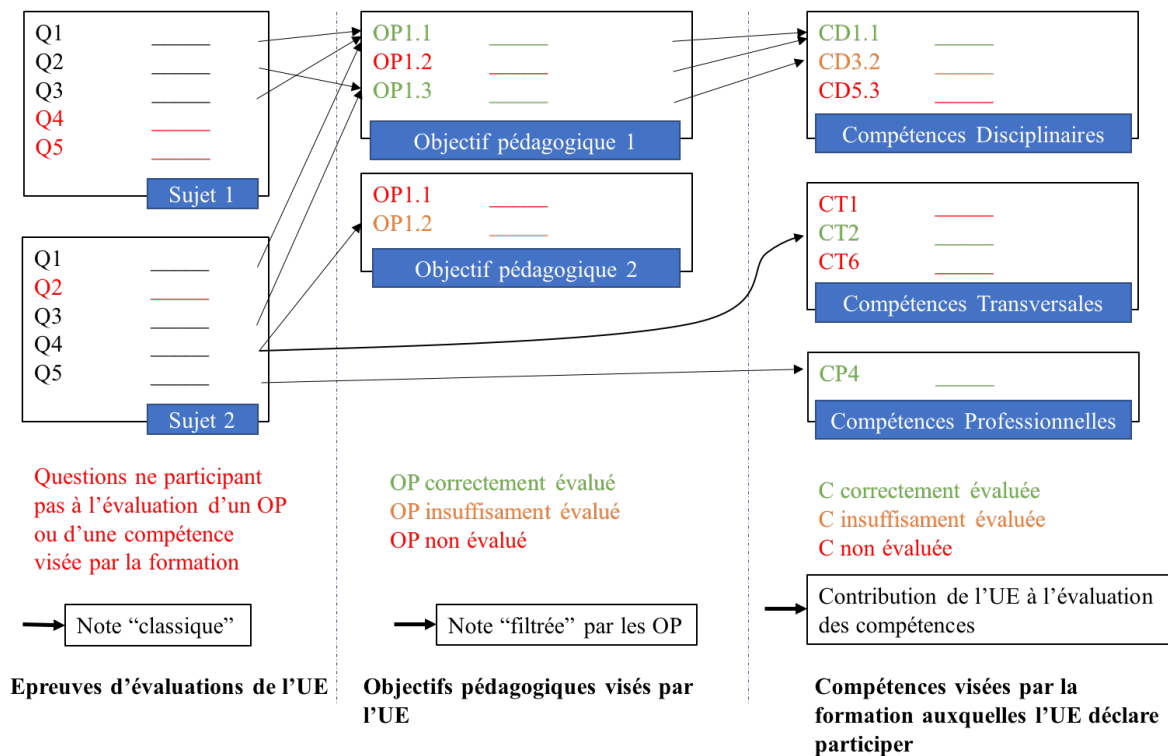 Q1
Q2
Q3
Q4
Q5
Sujet 1
Q1
Q2
Q3
Q4
Q5
Sujet 2
Questions ne participant
pas à l'évaluation d'un OP
ou d'une compétence
visée par la formation
Note “classique”
Epreuves d'évaluations de l'UE
OP1.1
OP1.2
OP1.3
Objectif pédagogique 1
OP1.1
OP1.2
Objectif pédagogique 2
OP correctement évalué
OP insuffisament évalué
OP non évalué
Note “filtrée” par les OP
Objectifs pédagogiques visés par
l'UE
CD1.1
CD3.2
CD5.3
Compétences Disciplinaires
CT1
CT2
CT6
Compétences Transversales
CP4
Compétences Professionnelles
C correctement évaluée
C insuffisament évaluée
C non évaluée
Contribution de l'UE à l'évaluation
des compétences
Compétences visées par la
formation auxquelles l'UE déclare
participer